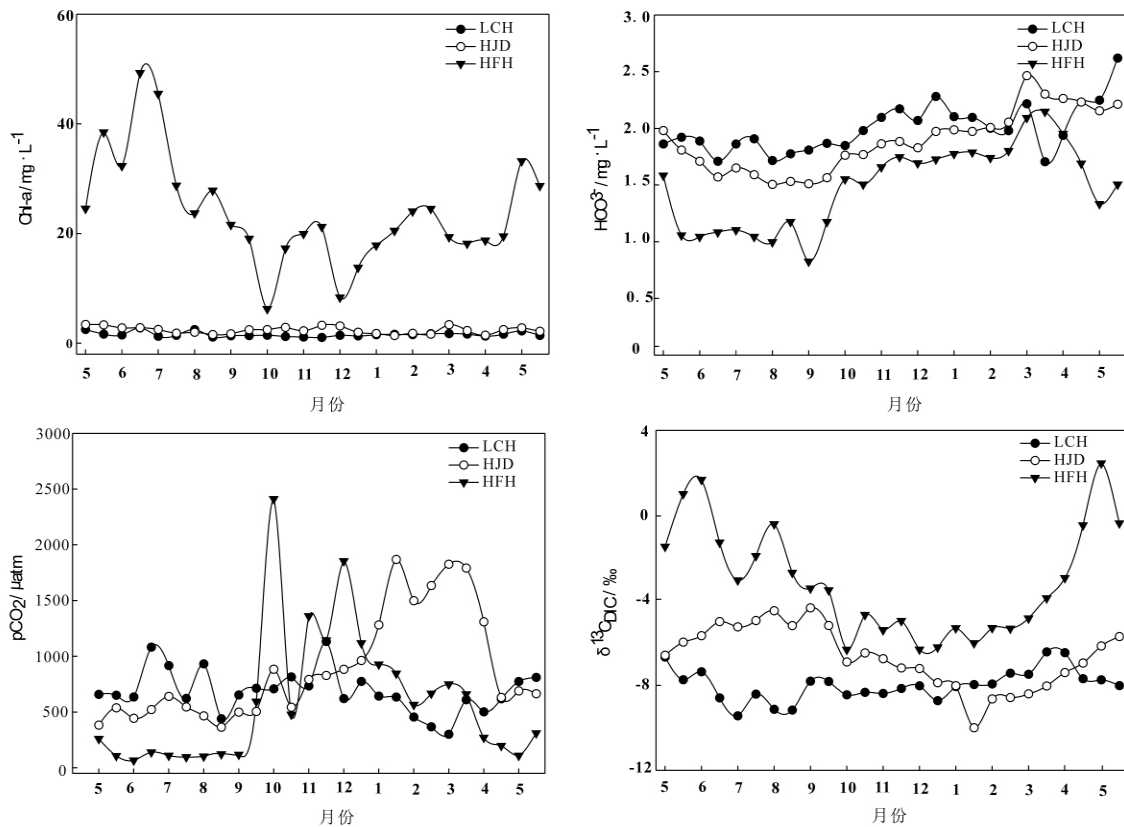 60
40
20
0
Chl-a/mg·L⁻¹
LCH
HJD
HFH
5 6 7 8 9 10 11 12 1 2 3 4 5
月份
3.0
2.5
2.0
1.5
1.0
0.5
0
HCO³⁻/mg·L⁻¹
LCH
HJD
HFH
5 6 7 8 9 10 11 12 1 2 3 4 5
月份
3000
2500
2000
1500
1000
500
0
pCO2/ μatm
LCH
HJD
HFH
5 6 7 8 9 10 11 12 1 2 3 4 5
月份
4
0
-4
-8
-12
δ¹³C_DIC/‰
LCH
HJD
HFH
5 6 7 8 9 10 11 12 1 2 3 4 5
月份